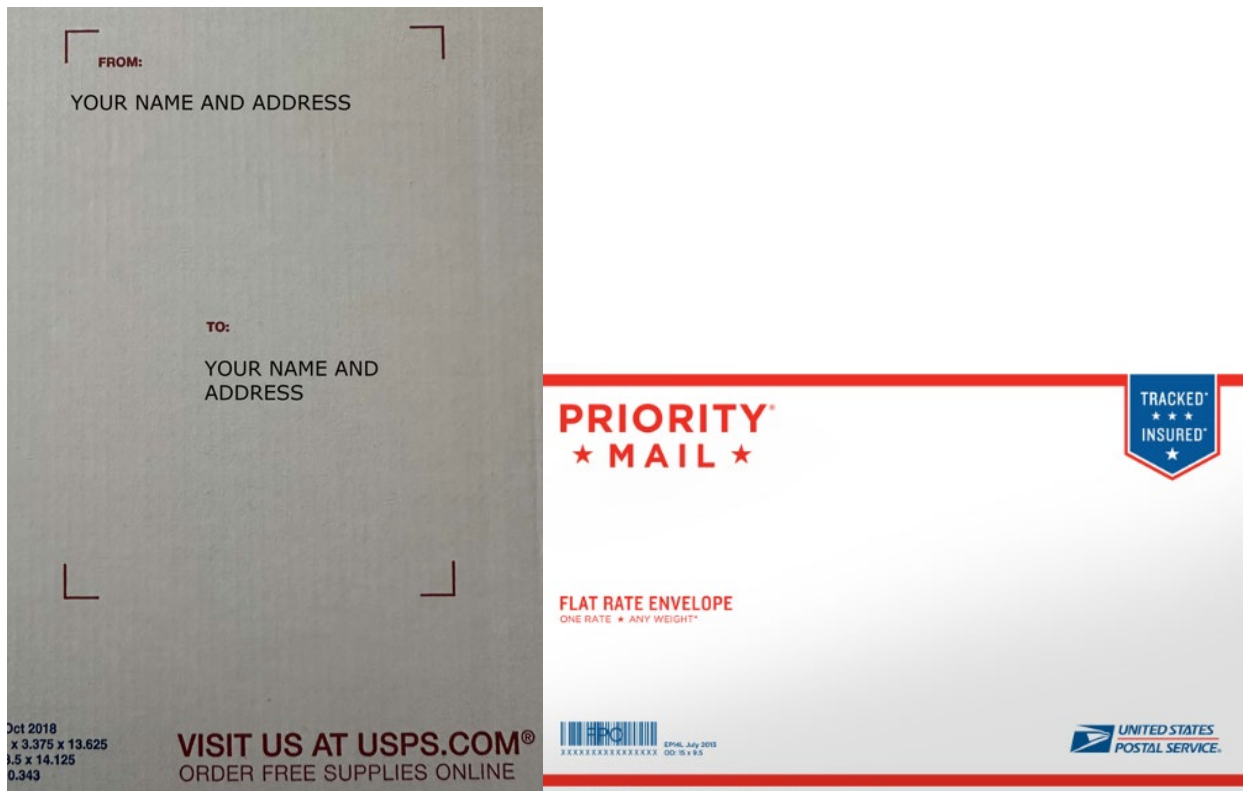 FROM:
YOUR NAME AND ADDRESS
TO:
YOUR NAME AND
ADDRESS
Oct 2018
x 3.375 x 13.625
8.5 x 14.125
0.343
VISIT US AT USPS.COM®
ORDER FREE SUPPLIES ONLINE
PRIORITY®
★ MAIL ★
TRACKED*
★ ★ ★
INSURED*
★
FLAT RATE ENVELOPE
ONE RATE ★ ANY WEIGHT*
EP14L July 2013
XXXXXXXXXXXXXXXX OD: 15 x 9.5
UNITED STATES
POSTAL SERVICE®